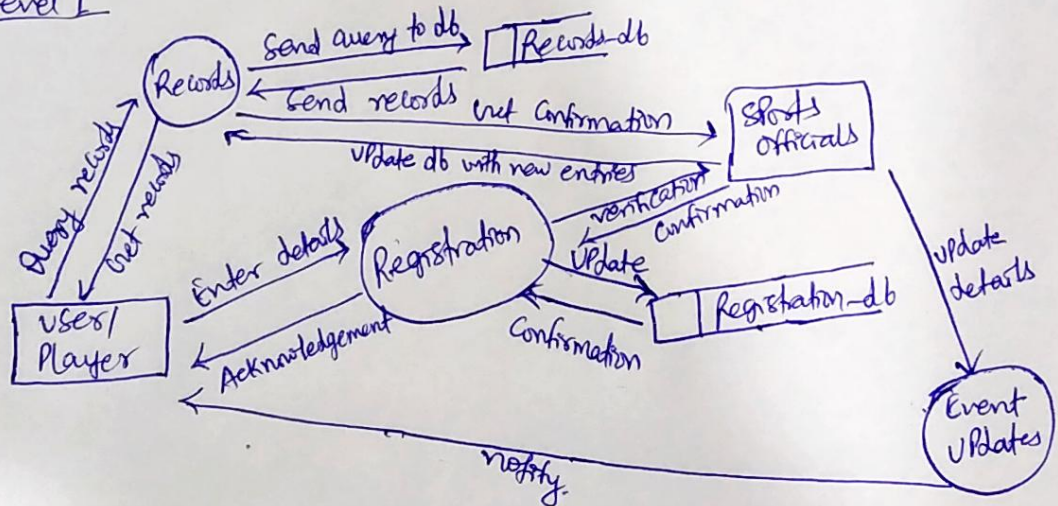 Level 1
Send query to db
Records-db
Records
Send records
Get Confirmation
Sports
officials
update db with new entries
Query records
Get records
verification
Confirmation
Enter details
Registration
update
update
details
Registration-db
User/
Player
Acknowledgement
Confirmation
Event
updates
notify.